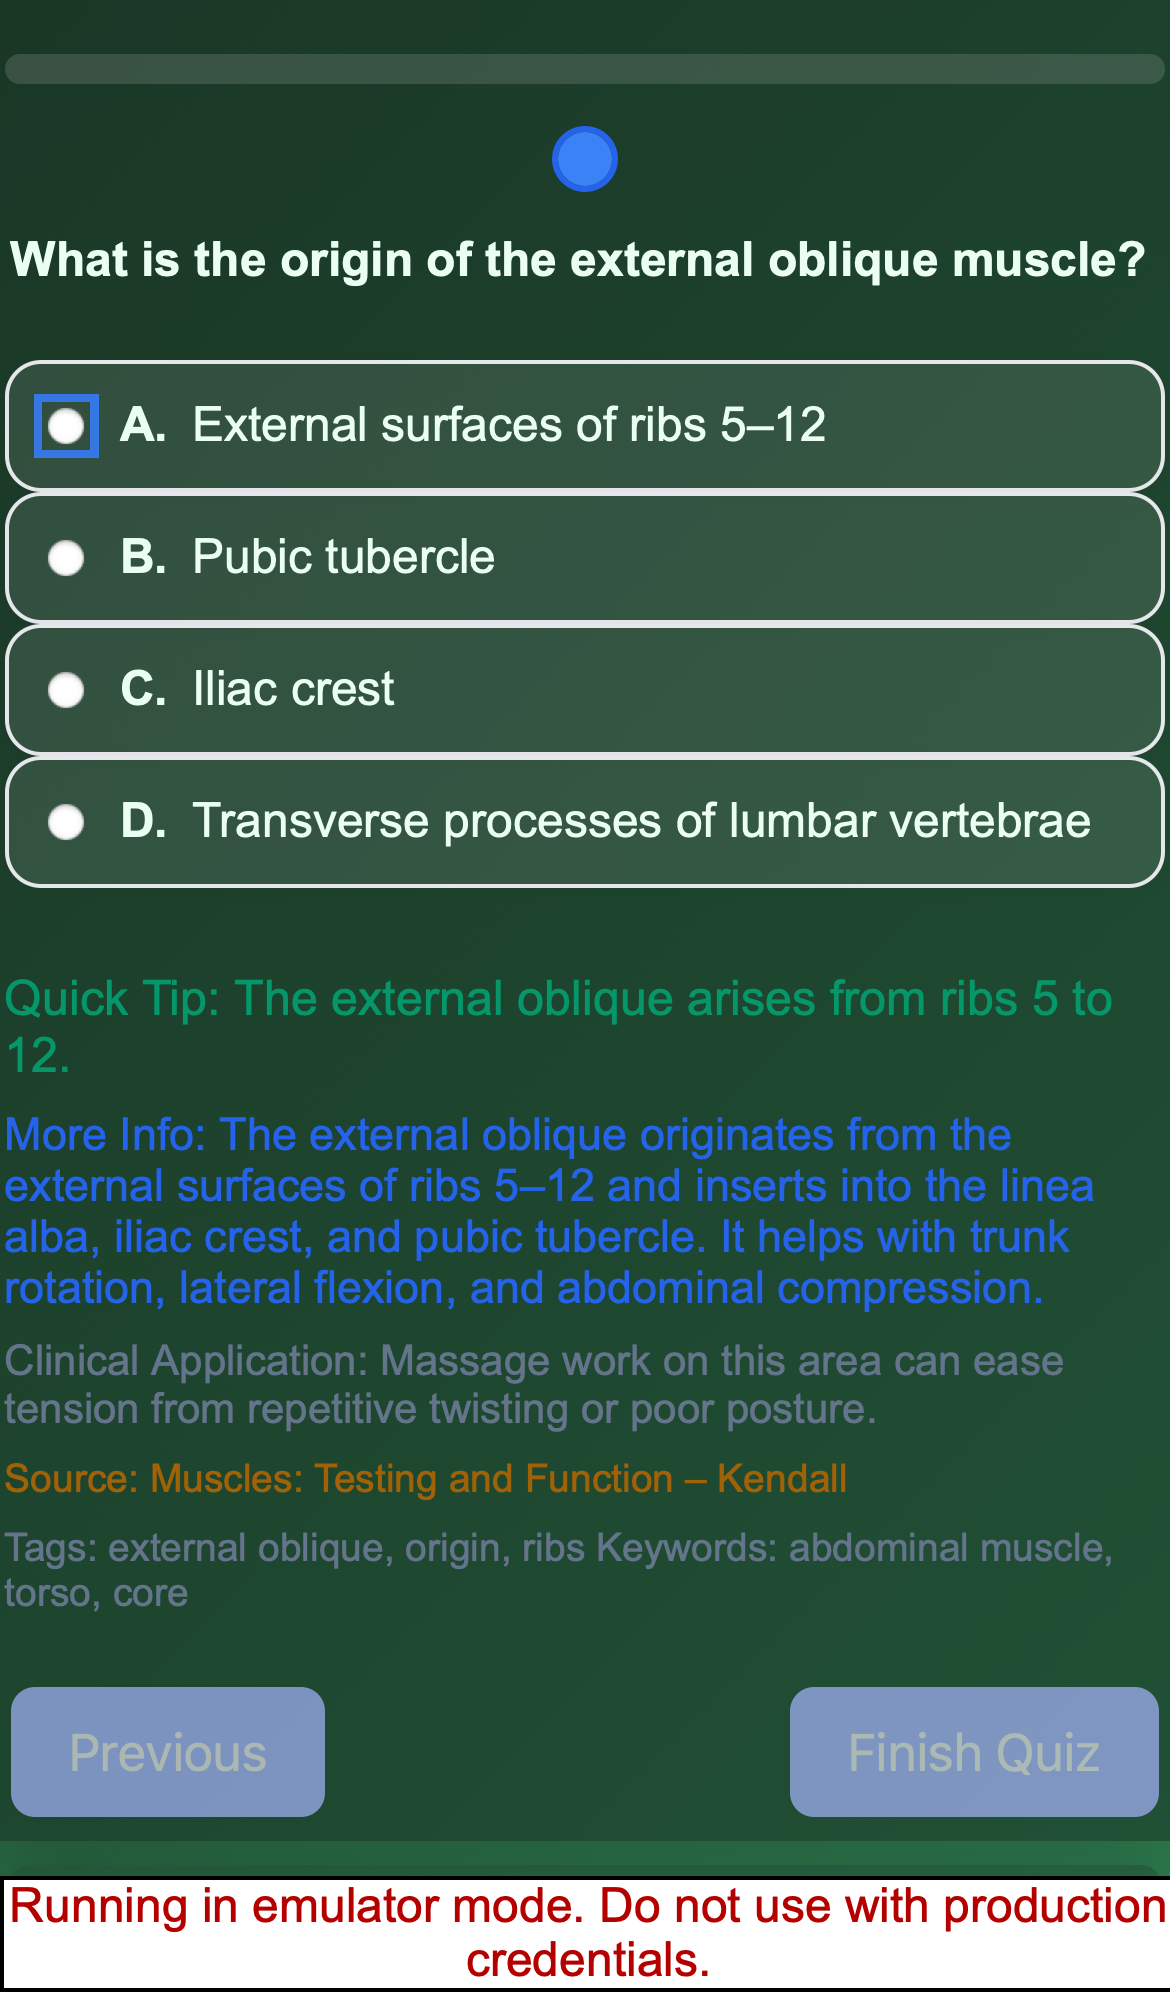 What is the origin of the external oblique muscle?
A. External surfaces of ribs 5–12
B. Pubic tubercle
C. Iliac crest
D. Transverse processes of lumbar vertebrae
Quick Tip: The external oblique arises from ribs 5 to
12.
More Info: The external oblique originates from the
external surfaces of ribs 5–12 and inserts into the linea
alba, iliac crest, and pubic tubercle. It helps with trunk
rotation, lateral flexion, and abdominal compression.
Clinical Application: Massage work on this area can ease
tension from repetitive twisting or poor posture.
Source: Muscles: Testing and Function – Kendall
Tags: external oblique, origin, ribs Keywords: abdominal muscle,
torso, core
Previous
Finish Quiz
Running in emulator mode. Do not use with production
credentials.